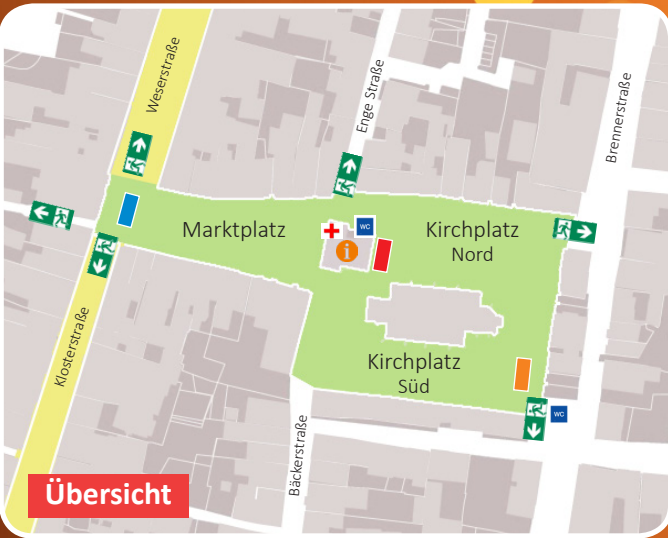 Weserstraße
Enge Straße
Brennerstraße
Marktplatz
WC
i
Kirchplatz
Nord
Klosterstraße
Kirchplatz
Süd
WC
Bäckerstraße
Übersicht